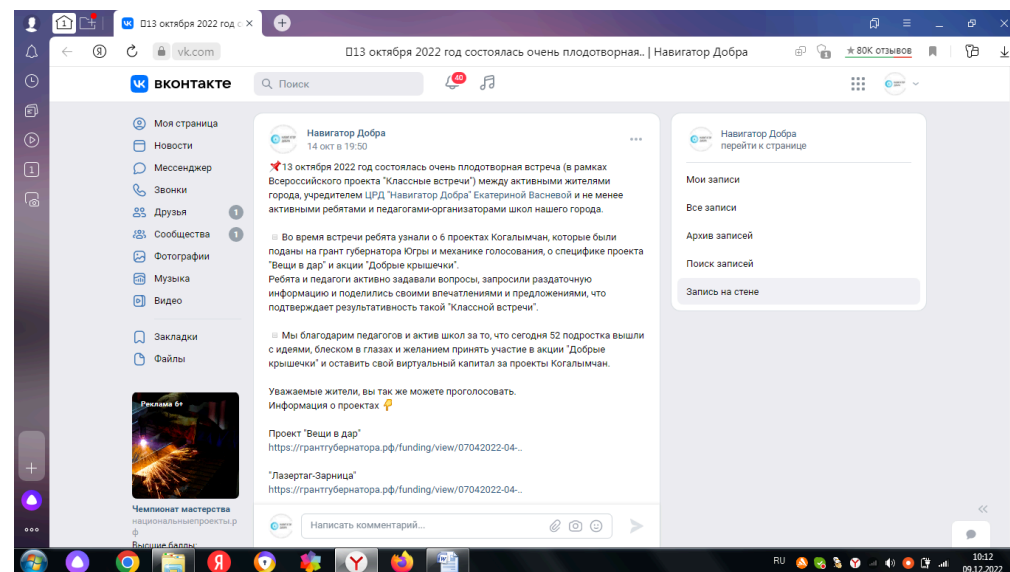 13 октября 2022 год с
vk.com
13 октября 2022 год состоялась очень плодотворная.. | Навигатор Добра
★ 80K отзывов
вконтакте
Поиск
40
Моя страница
Новости
Мессенджер
Звонки
Друзья 1
Сообщества 1
Фотографии
Музыка
Видео
Закладки
Файлы
Реклама 6+
Чемпионат мастерства
национальныепроекты.р
ф
Высшие баллы:
Навигатор Добра
14 окт в 19:50
📌13 октября 2022 год состоялась очень плодотворная встреча (в рамках
Всероссийского проекта "Классные встречи") между активными жителями
города, учредителем ЦРД "Навигатор Добра" Екатериной Васневой и не менее
активными ребятами и педагогами-организаторами школ нашего города.
Во время встречи ребята узнали о 6 проектах Когалымчан, которые были
поданы на грант губернатора Югры и механике голосования, о специфике проекта
"Вещи в дар" и акции "Добрые крышечки".
Ребята и педагоги активно задавали вопросы, запросили раздаточную
информацию и поделились своими впечатлениями и предложениями, что
подтверждает результативность такой "Классной встречи".
Мы благодарим педагогов и актив школ за то, что сегодня 52 подростка вышли
с идеями, блеском в глазах и желанием принять участие в акции "Добрые
крышечки" и оставить свой виртуальный капитал за проекты Когалымчан.
Уважаемые жители, вы так же можете проголосовать.
Информация о проектах 👇
Проект "Вещи в дар"
https://грантгубернатора.рф/funding/view/07042022-04-..
"Лазертаг-Зарница"
https://грантгубернатора.рф/funding/view/07042022-04-..
Написать комментарий...
Навигатор Добра
перейти к странице
Мои записи
Все записи
Архив записей
Поиск записей
Запись на стене
RU
10:12
09.12.2022